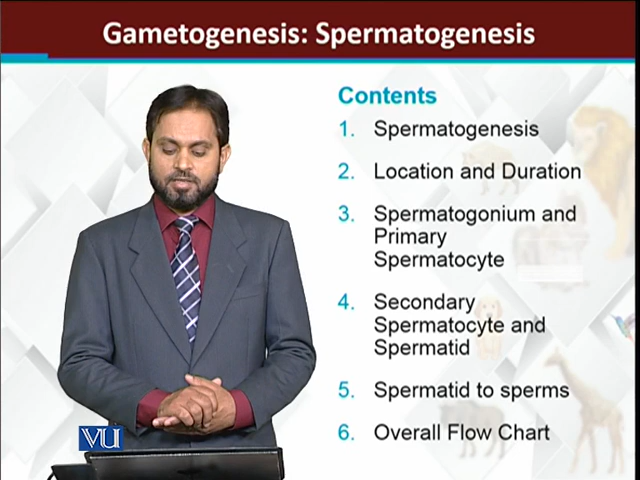 Gametogenesis: Spermatogenesis
Contents
1. Spermatogenesis
2. Location and Duration
3. Spermatogonium and
Primary
Spermatocyte
4. Secondary
Spermatocyte and
Spermatid
5. Spermatid to sperms
6. Overall Flow Chart
VU